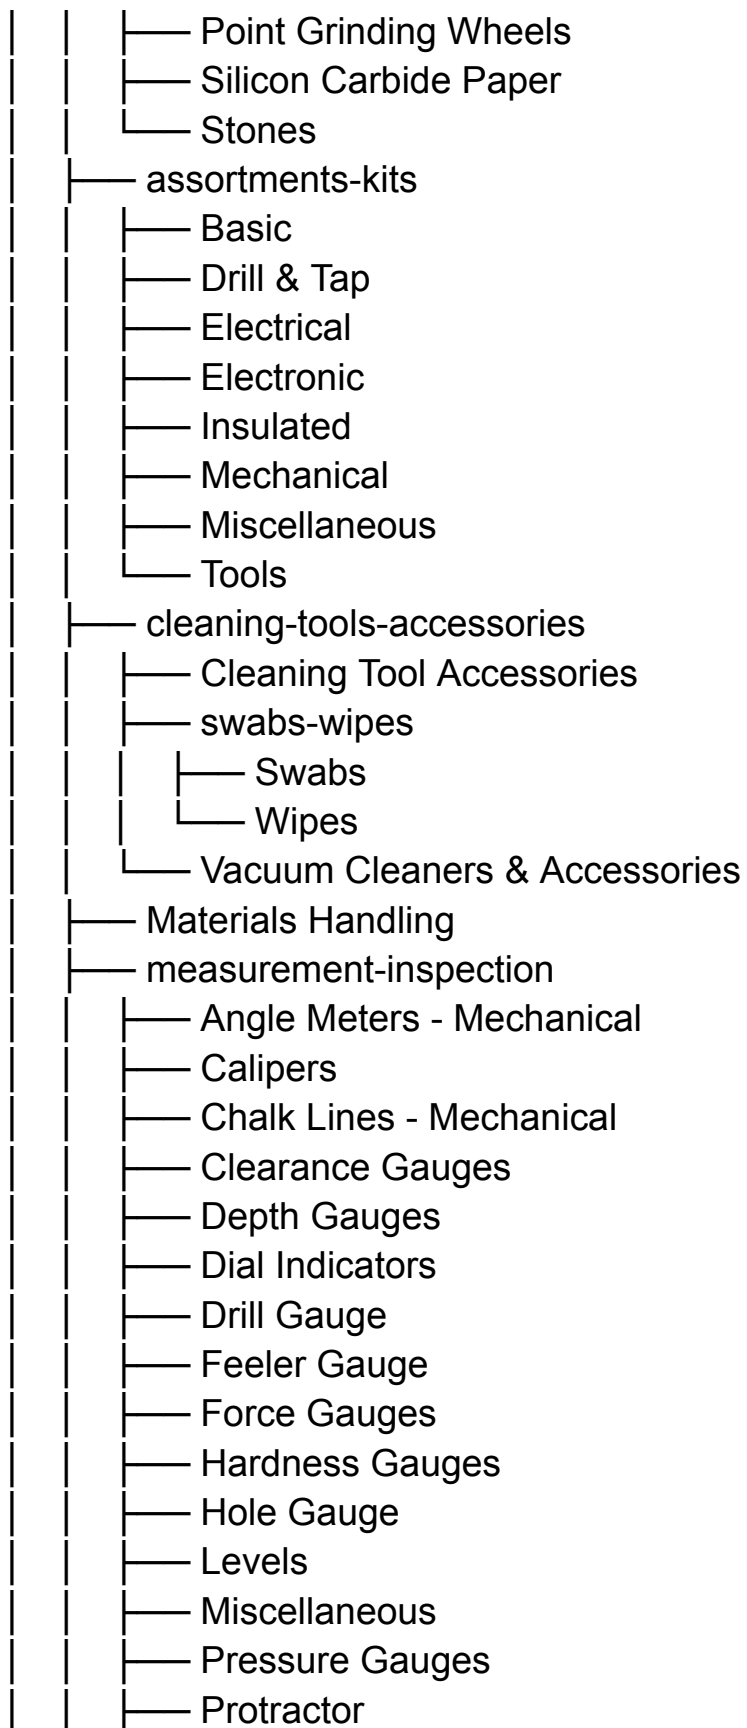 │   │   ├── Point Grinding Wheels
│   │   ├── Silicon Carbide Paper
│   │   └── Stones
│   ├── assortments-kits
│   │   ├── Basic
│   │   ├── Drill & Tap
│   │   ├── Electrical
│   │   ├── Electronic
│   │   ├── Insulated
│   │   ├── Mechanical
│   │   ├── Miscellaneous
│   │   └── Tools
│   ├── cleaning-tools-accessories
│   │   ├── Cleaning Tool Accessories
│   │   ├── swabs-wipes
│   │   │   ├── Swabs
│   │   │   └── Wipes
│   │   └── Vacuum Cleaners & Accessories
│   ├── Materials Handling
│   ├── measurement-inspection
│   │   ├── Angle Meters - Mechanical
│   │   ├── Calipers
│   │   ├── Chalk Lines - Mechanical
│   │   ├── Clearance Gauges
│   │   ├── Depth Gauges
│   │   ├── Dial Indicators
│   │   ├── Drill Gauge
│   │   ├── Feeler Gauge
│   │   ├── Force Gauges
│   │   ├── Hardness Gauges
│   │   ├── Hole Gauge
│   │   ├── Levels
│   │   ├── Miscellaneous
│   │   ├── Pressure Gauges
│   │   ├── Protractor